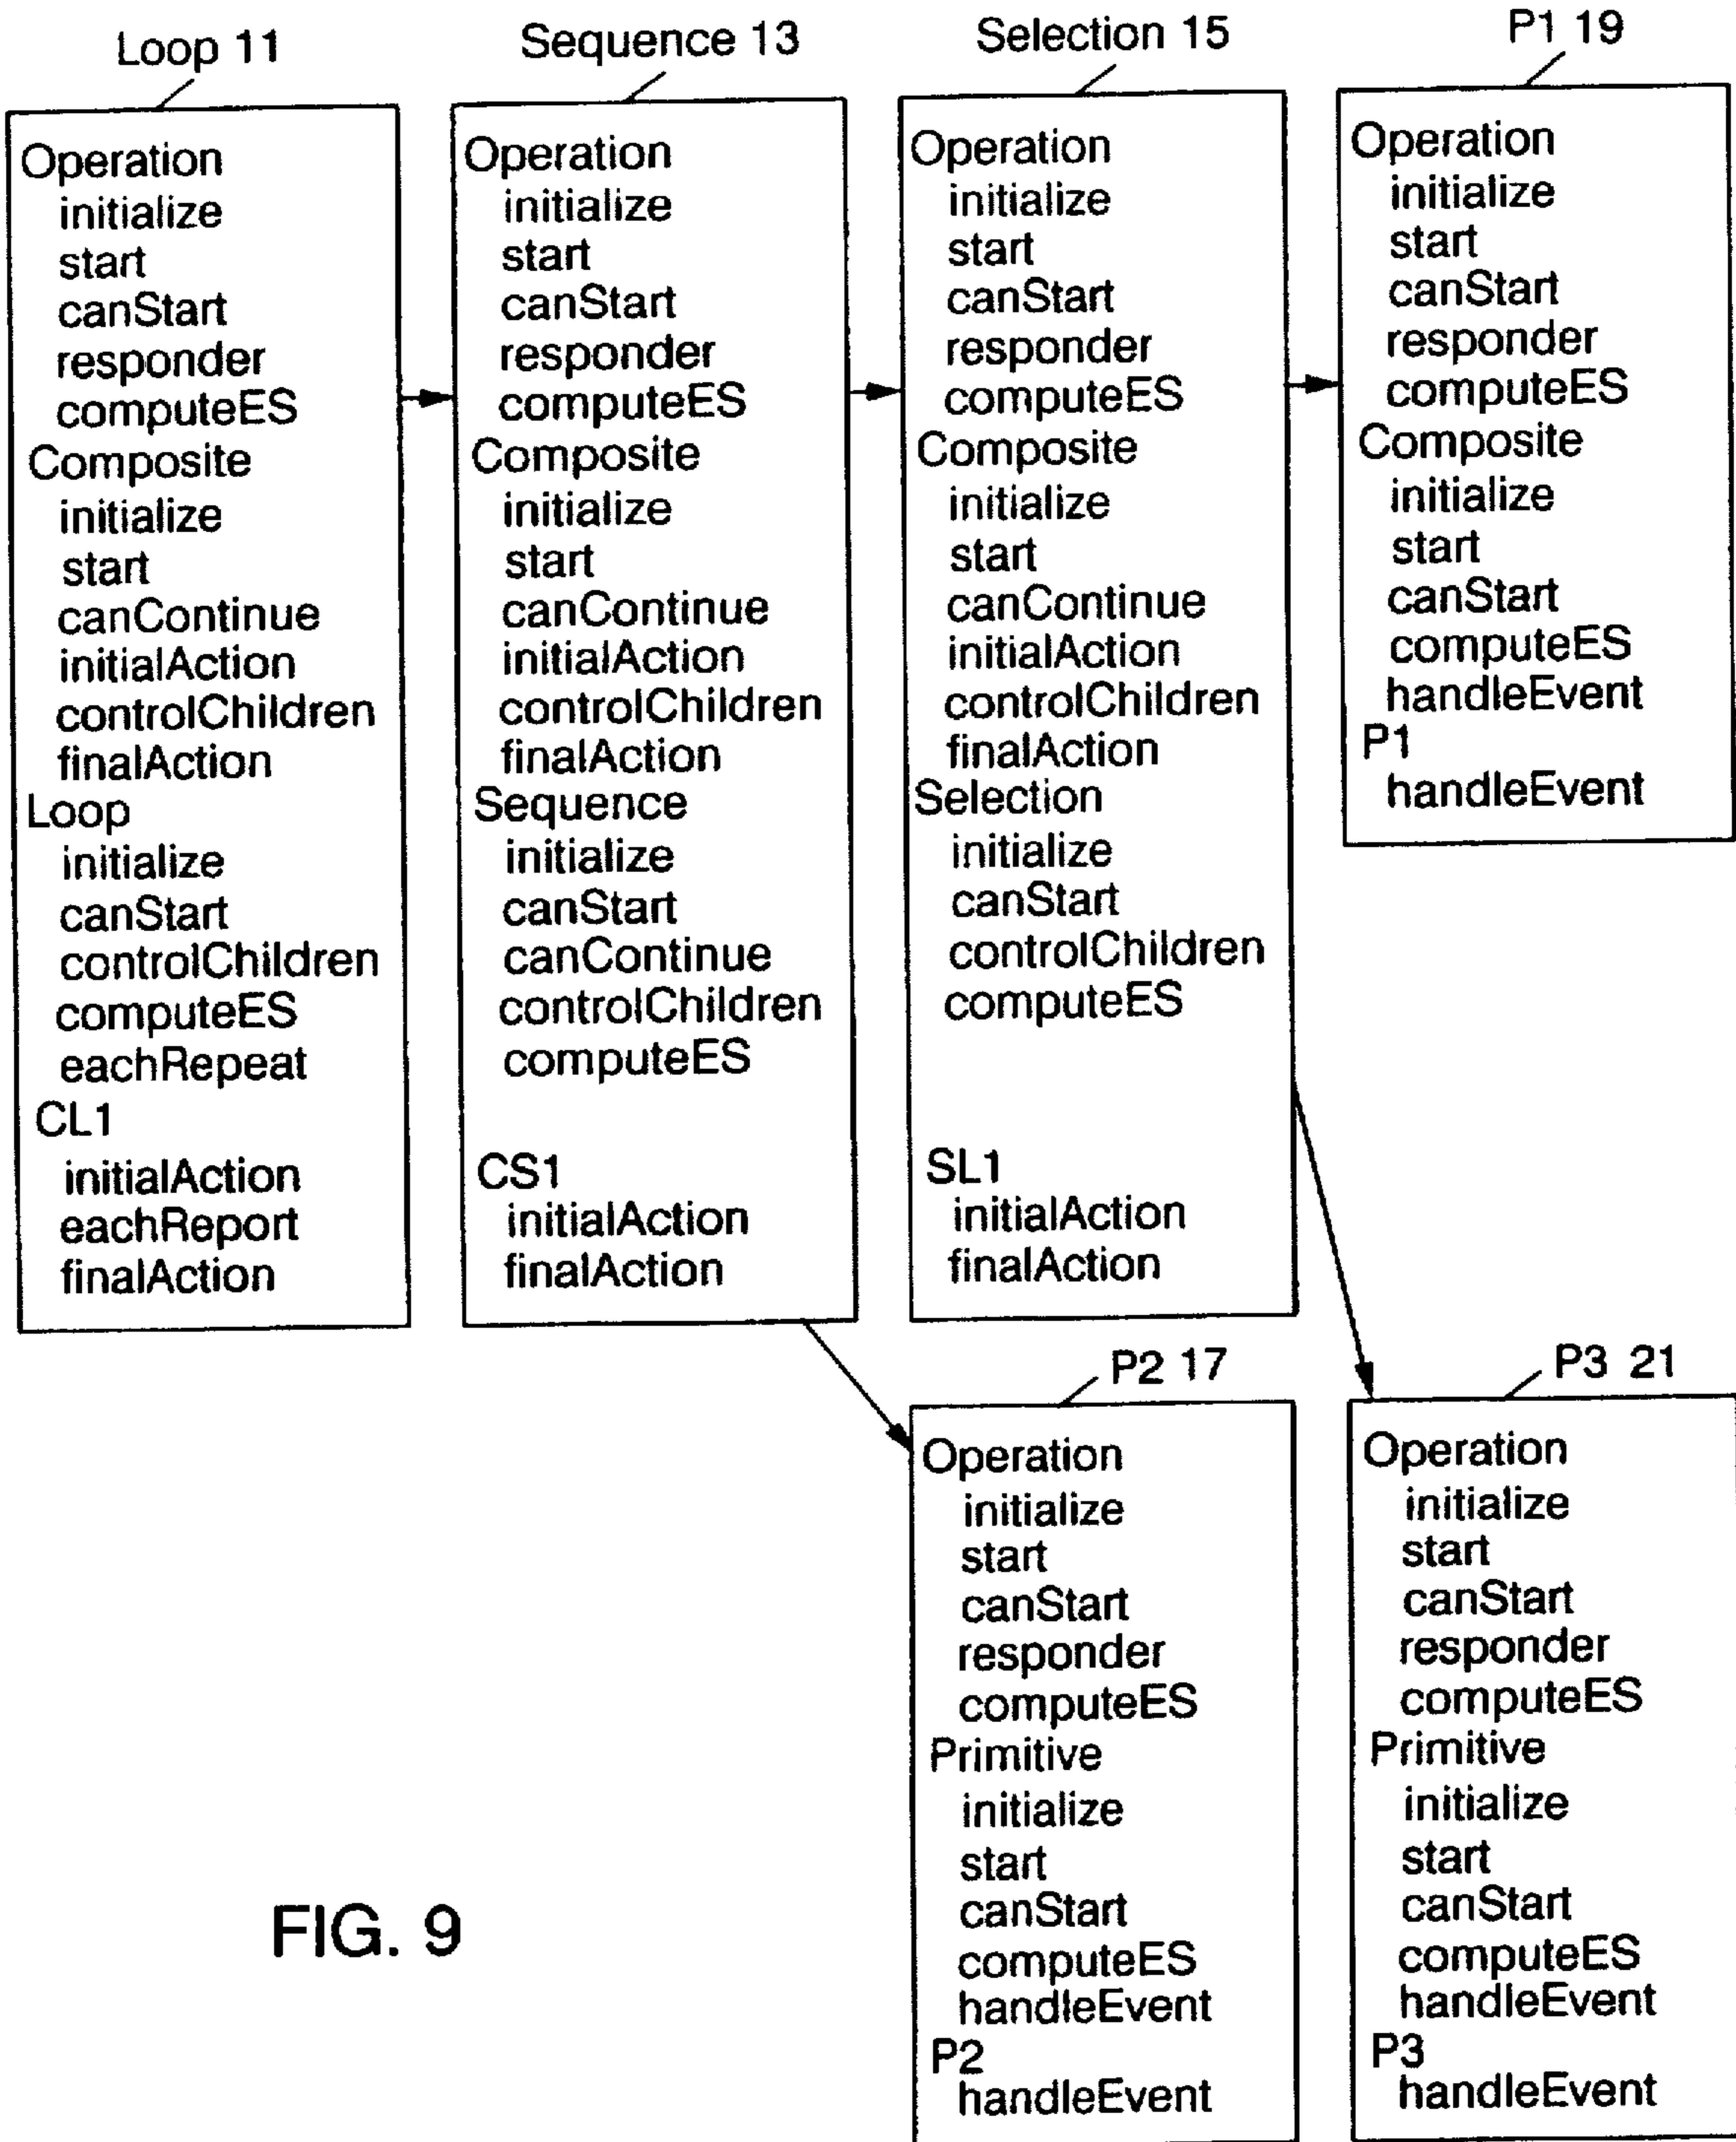 Loop 11
Operation
initialize
start
canStart
responder
computeES
Composite
initialize
start
canContinue
initialAction
controlChildren
finalAction
Loop
initialize
canStart
controlChildren
computeES
eachRepeat
CL1
initialAction
eachReport
finalAction
Sequence 13
Operation
initialize
start
canStart
responder
computeES
Composite
initialize
start
canContinue
initialAction
controlChildren
finalAction
Sequence
initialize
canStart
canContinue
controlChildren
computeES
CS1
initialAction
finalAction
Selection 15
Operation
initialize
start
canStart
responder
computeES
Composite
initialize
start
canContinue
initialAction
controlChildren
finalAction
Selection
initialize
canStart
controlChildren
computeES
SL1
initialAction
finalAction
P1 19
Operation
initialize
start
canStart
responder
computeES
Composite
initialize
start
canStart
computeES
handleEvent
P1
handleEvent
P2 17
Operation
initialize
start
canStart
responder
computeES
Primitive
initialize
start
canStart
computeES
handleEvent
P2
handleEvent
P3 21
Operation
initialize
start
canStart
responder
computeES
Primitive
initialize
start
canStart
computeES
handleEvent
P3
handleEvent
FIG. 9